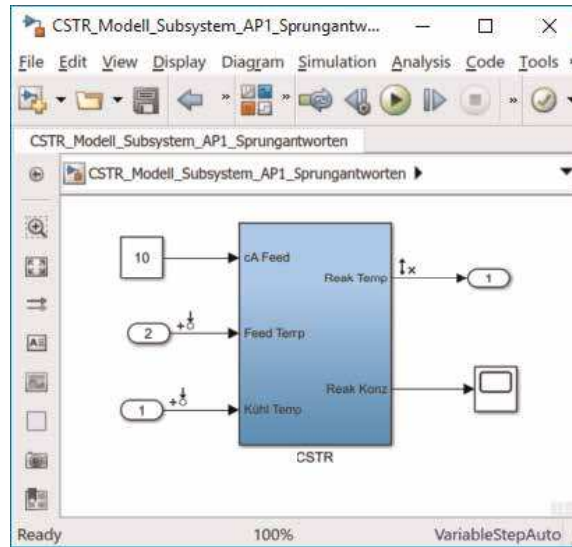 CSTR_Modell_Subsystem_AP1_Sprungantw...
File Edit View Display Diagram Simulation Analysis Code Tools
CSTR_Modell_Subsystem_AP1_Sprungantworten
CSTR_Modell_Subsystem_AP1_Sprungantworten
10
cA Feed
Reak Temp
1
2
Feed Temp
Reak Konz
1
Kühl Temp
CSTR
Ready 100% VariableStepAuto